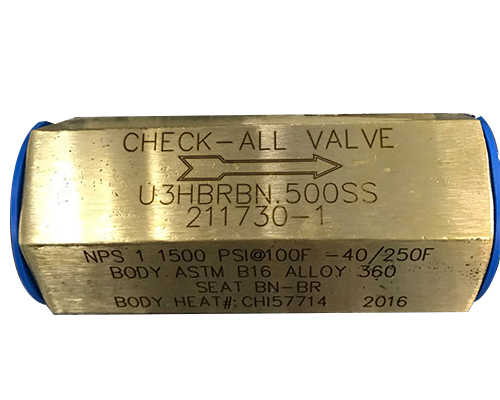 CHECK-ALL VALVE
U3HBRBN.500SS
211730-1
NPS 1 1500 PSI@100F -40/250F
BODY ASTM B16 ALLOY 360
SEAT BN-BR
BODY HEAT#: CHI57714 2016